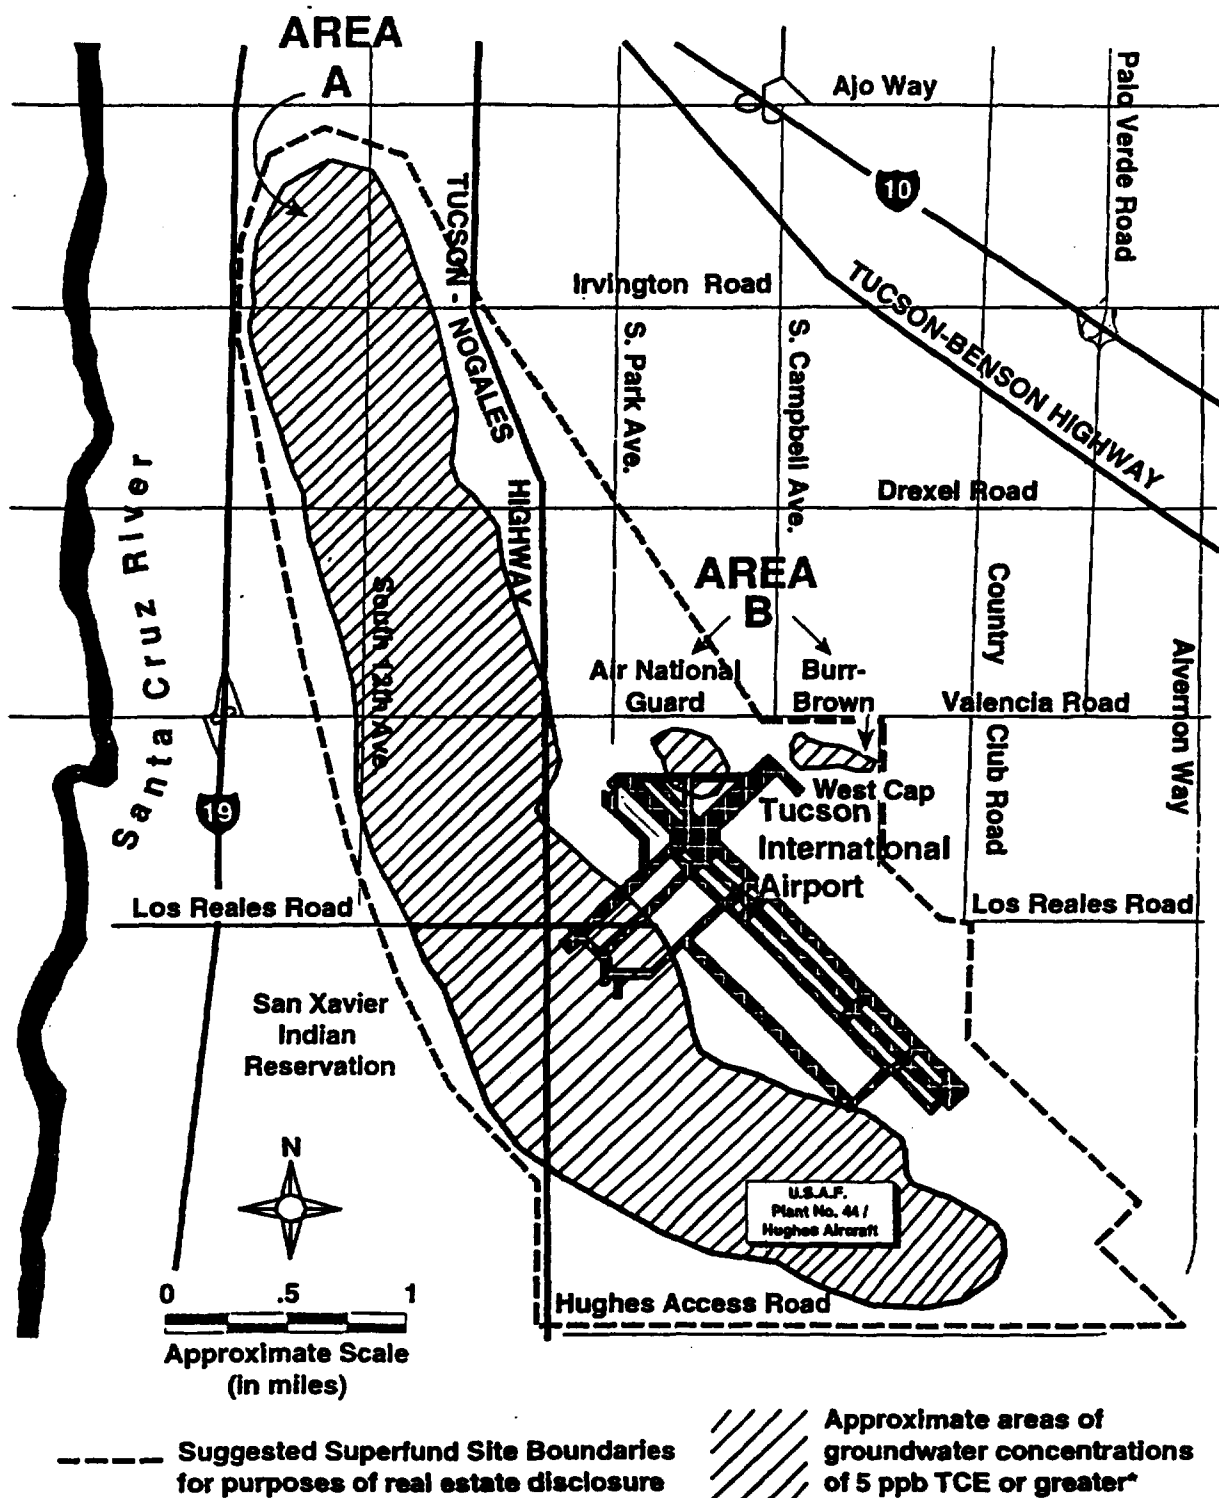 AREA
A
Ajo Way
Palo Verde Road
10
TUCSON - NOGALES
HIGHWAY
Irvington Road
TUCSON-BENSON HIGHWAY
S. Park Ave.
S. Campbell Ave.
Drexel Road
Santa Cruz River
AREA
B
South 12th Ave.
Country
Club Road
Alvernon Way
Air National
Guard
Burr-
Brown
Valencia Road
West Cap
19
Tucson
International
Airport
Los Reales Road
Los Reales Road
San Xavier
Indian
Reservation
N
U.S.A.F.
Plant No. 44 /
Hughes Aircraft
0 .5 1
Hughes Access Road
Approximate Scale
(in miles)
Suggested Superfund Site Boundaries
for purposes of real estate disclosure
Approximate areas of
groundwater concentrations
of 5 ppb TCE or greater*